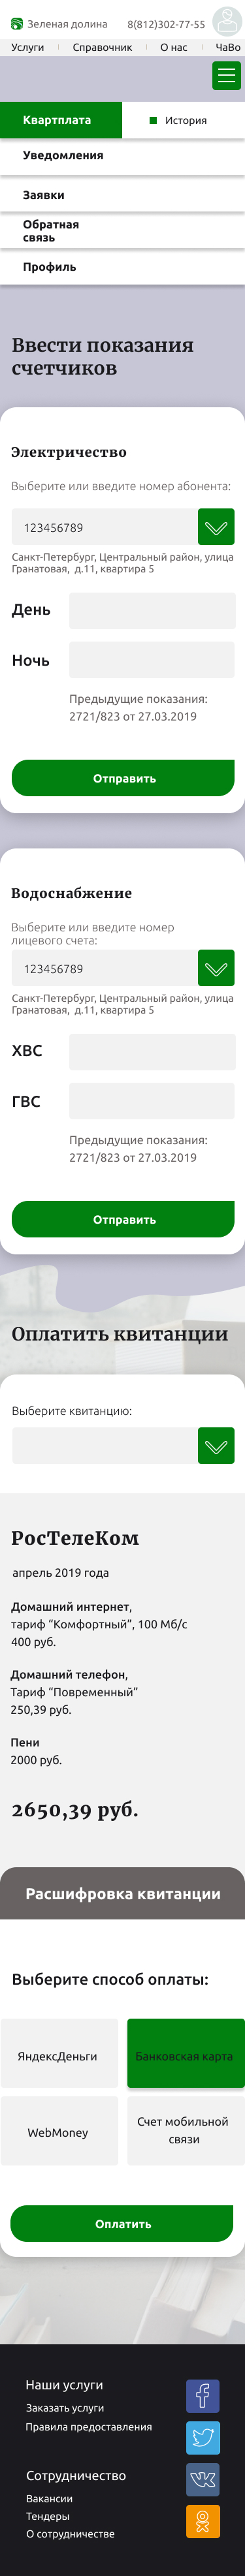 Зеленая долина 8(812)302-77-55
Услуги Справочник О нас ЧаВо
Квартплата
История
Уведомления
Заявки
Обратная
связь
Профиль
Ввести показания
счетчиков
Электричество
Выберите или введите номер абонента:
123456789
Санкт-Петербург, Центральный район, улица
Гранатовая, д.11, квартира 5
День
Ночь
Предыдущие показания:
2721/823 от 27.03.2019
Отправить
Водоснабжение
Выберите или введите номер
лицевого счета:
123456789
Санкт-Петербург, Центральный район, улица
Гранатовая, д.11, квартира 5
ХВС
ГВС
Предыдущие показания:
2721/823 от 27.03.2019
Отправить
Оплатить квитанции
Выберите квитанцию:
РосТелеКом
апрель 2019 года
Домашний интернет,
тариф “Комфортный”, 100 Мб/с
400 руб.
Домашний телефон,
Тариф “Повременный”
250,39 руб.
Пени
2000 руб.
2650,39 руб.
Расшифровка квитанции
Выберите способ оплаты:
ЯндексДеньги
Банковская карта
WebMoney
Счет мобильной
связи
Оплатить
Наши услуги
Заказать услуги
Правила предоставления
Сотрудничество
Вакансии
Тендеры
О сотрудничестве